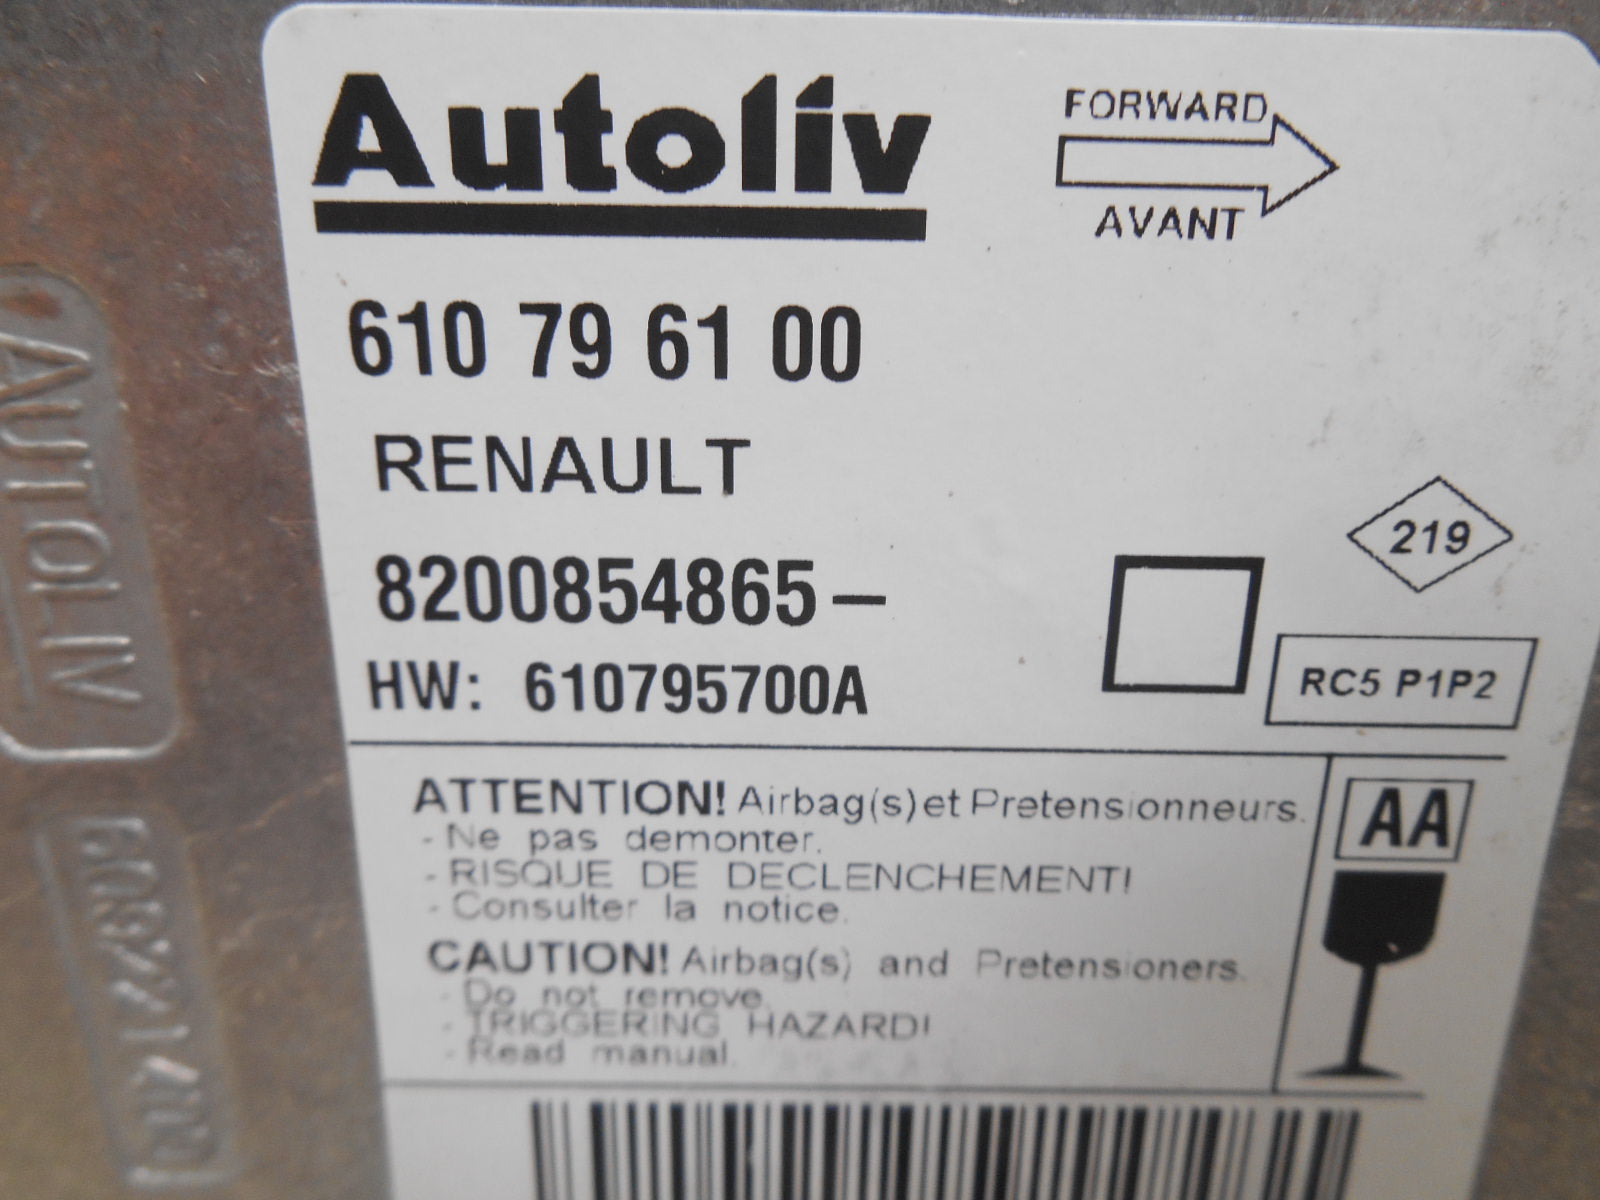 Autoliv
FORWARD
AVANT
610 79 61 00
RENAULT
8200854865-
219
HW: 610795700A
RC5 P1P2
ATTENTION! Airbag(s) et Pretensionneurs.
- Ne pas demonter.
- RISQUE DE DECLENCHEMENT!
- Consulter la notice.
AA
CAUTION! Airbag(s) and Pretensioners.
- Do not remove.
- TRIGGERING HAZARD!
- Read manual.
AUTOLIV